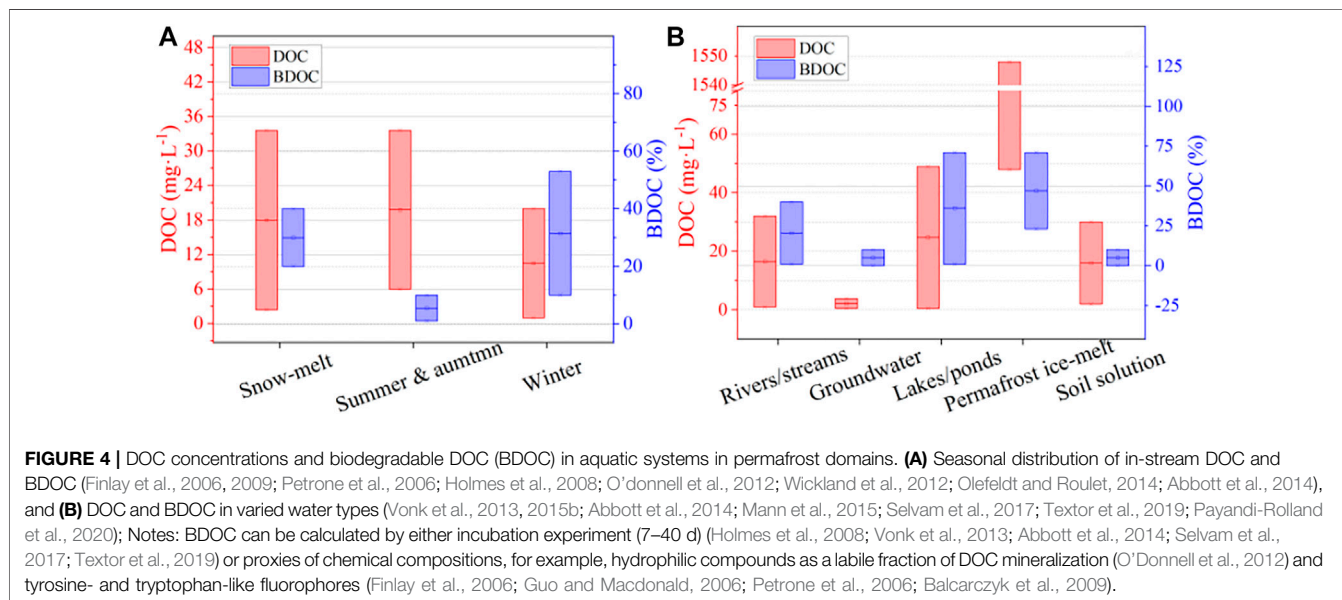 A
B
DOC
BDOC
DOC (mg·L⁻¹)
48
42
36
30
24
18
12
6
0
BDOC (%)
80
60
40
20
0
Snow-melt
Summer & aumtmn
Winter
DOC
BDOC
DOC (mg·L⁻¹)
1550
1540
75
60
40
20
0
BDOC (%)
125
100
75
50
25
0
-25
Rivers/streams
Groundwater
Lakes/ponds
Permafrost ice-melt
Soil solution
FIGURE 4 | DOC concentrations and biodegradable DOC (BDOC) in aquatic systems in permafrost domains. (A) Seasonal distribution of in-stream DOC and
BDOC (Finlay et al., 2006, 2009; Petrone et al., 2006; Holmes et al., 2008; O'donnell et al., 2012; Wickland et al., 2012; Olefeldt and Roulet, 2014; Abbott et al., 2014),
and (B) DOC and BDOC in varied water types (Vonk et al., 2013, 2015b; Abbott et al., 2014; Mann et al., 2015; Selvam et al., 2017; Textor et al., 2019; Payandi-Rolland
et al., 2020); Notes: BDOC can be calculated by either incubation experiment (7–40 d) (Holmes et al., 2008; Vonk et al., 2013; Abbott et al., 2014; Selvam et al.,
2017; Textor et al., 2019) or proxies of chemical compositions, for example, hydrophilic compounds as a labile fraction of DOC mineralization (O'Donnell et al., 2012) and
tyrosine- and tryptophan-like fluorophores (Finlay et al., 2006; Guo and Macdonald, 2006; Petrone et al., 2006; Balcarczyk et al., 2009).